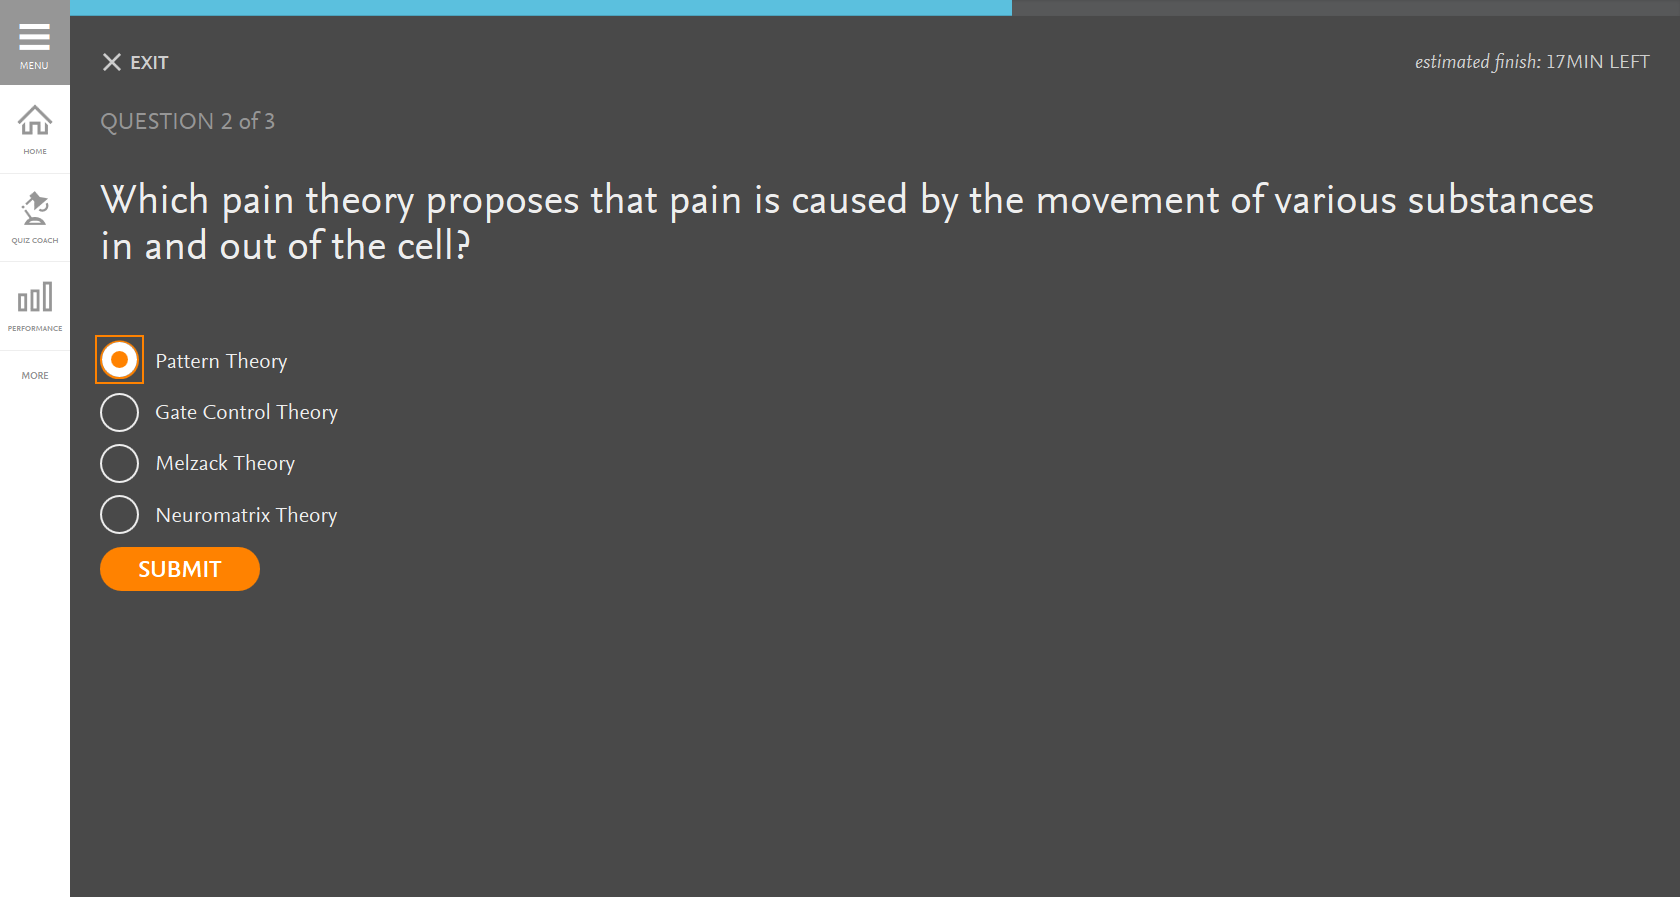 MENU
HOME
QUIZ COACH
PERFORMANCE
MORE
EXIT
estimated finish: 17MIN LEFT
QUESTION 2 of 3
Which pain theory proposes that pain is caused by the movement of various substances
in and out of the cell?
Pattern Theory
Gate Control Theory
Melzack Theory
Neuromatrix Theory
SUBMIT